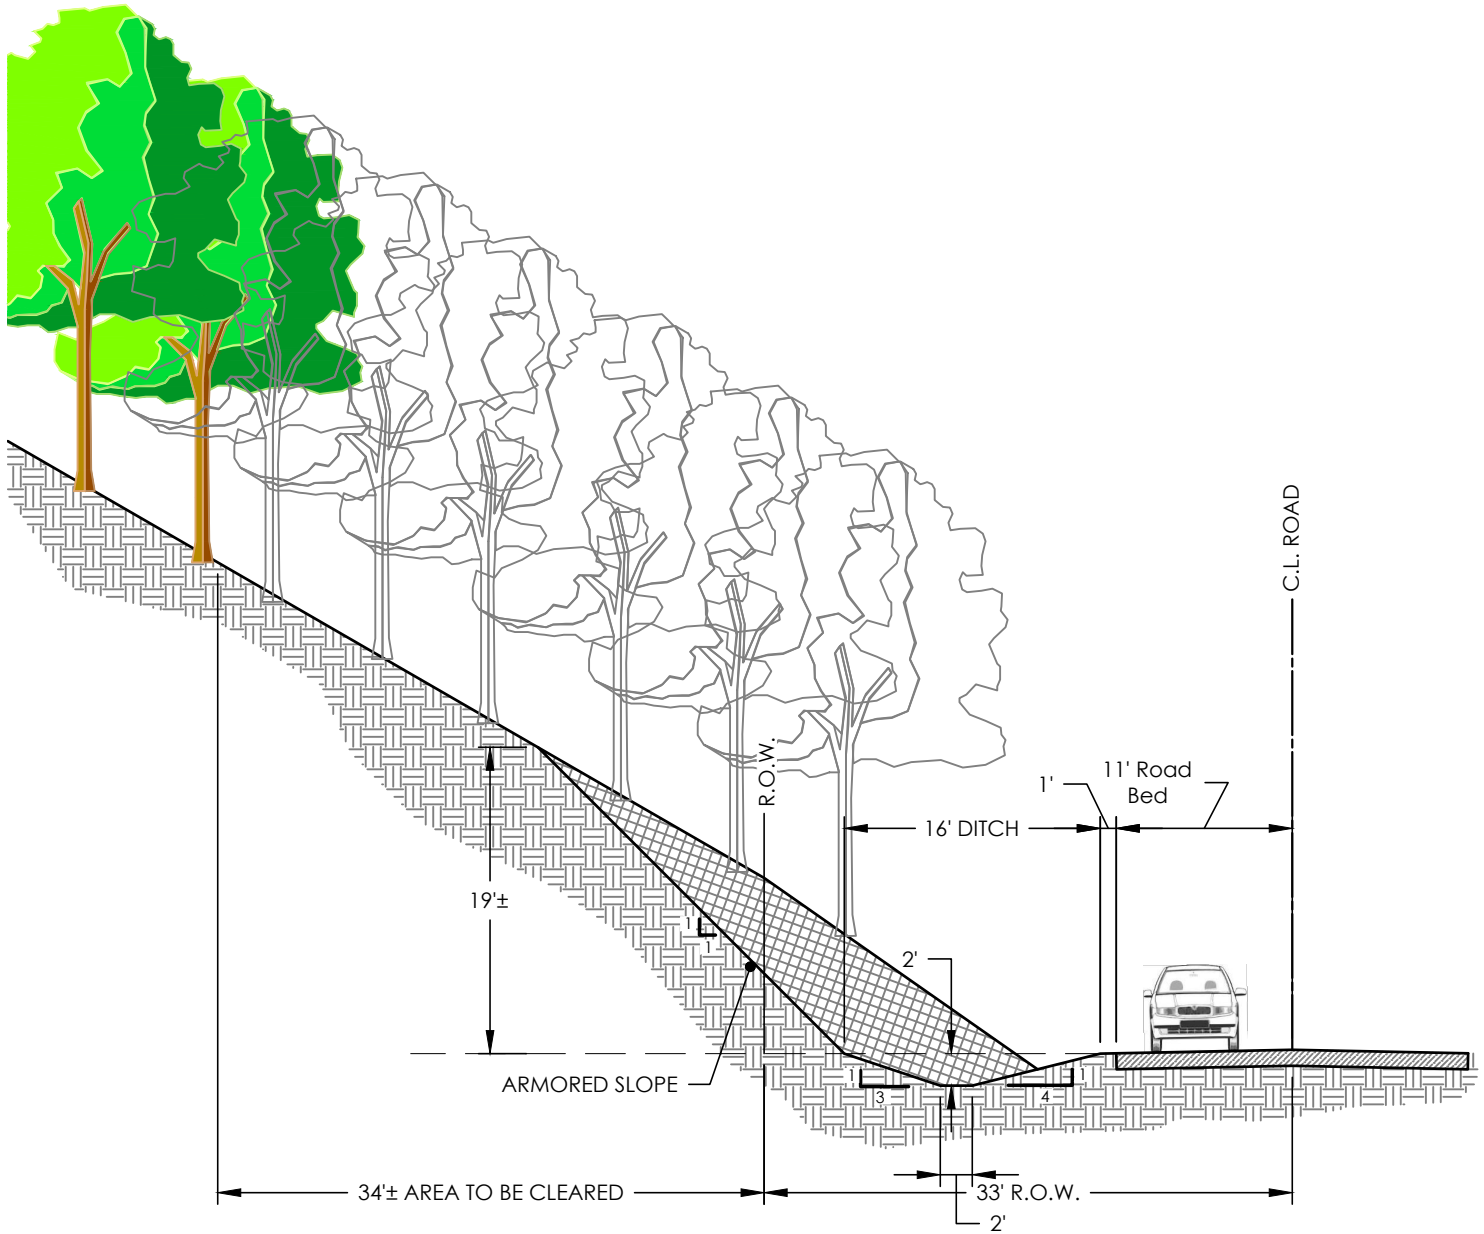 C.L. ROAD
R.O.W.
11' Road
Bed
1'
16' DITCH
19'±
1
1
2'
ARMORED SLOPE
1
3
1
4
34'± AREA TO BE CLEARED
33' R.O.W.
2'